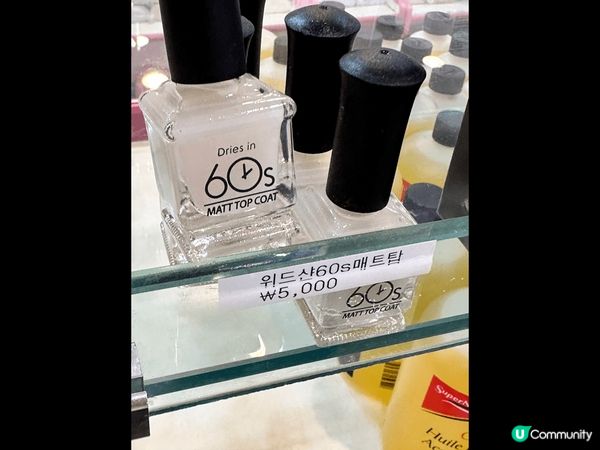 Dries in
60s
MATT TOP COAT
위드샨60s매트탑
₩5,000
60s
MATT TOP COAT
Huile
U Community